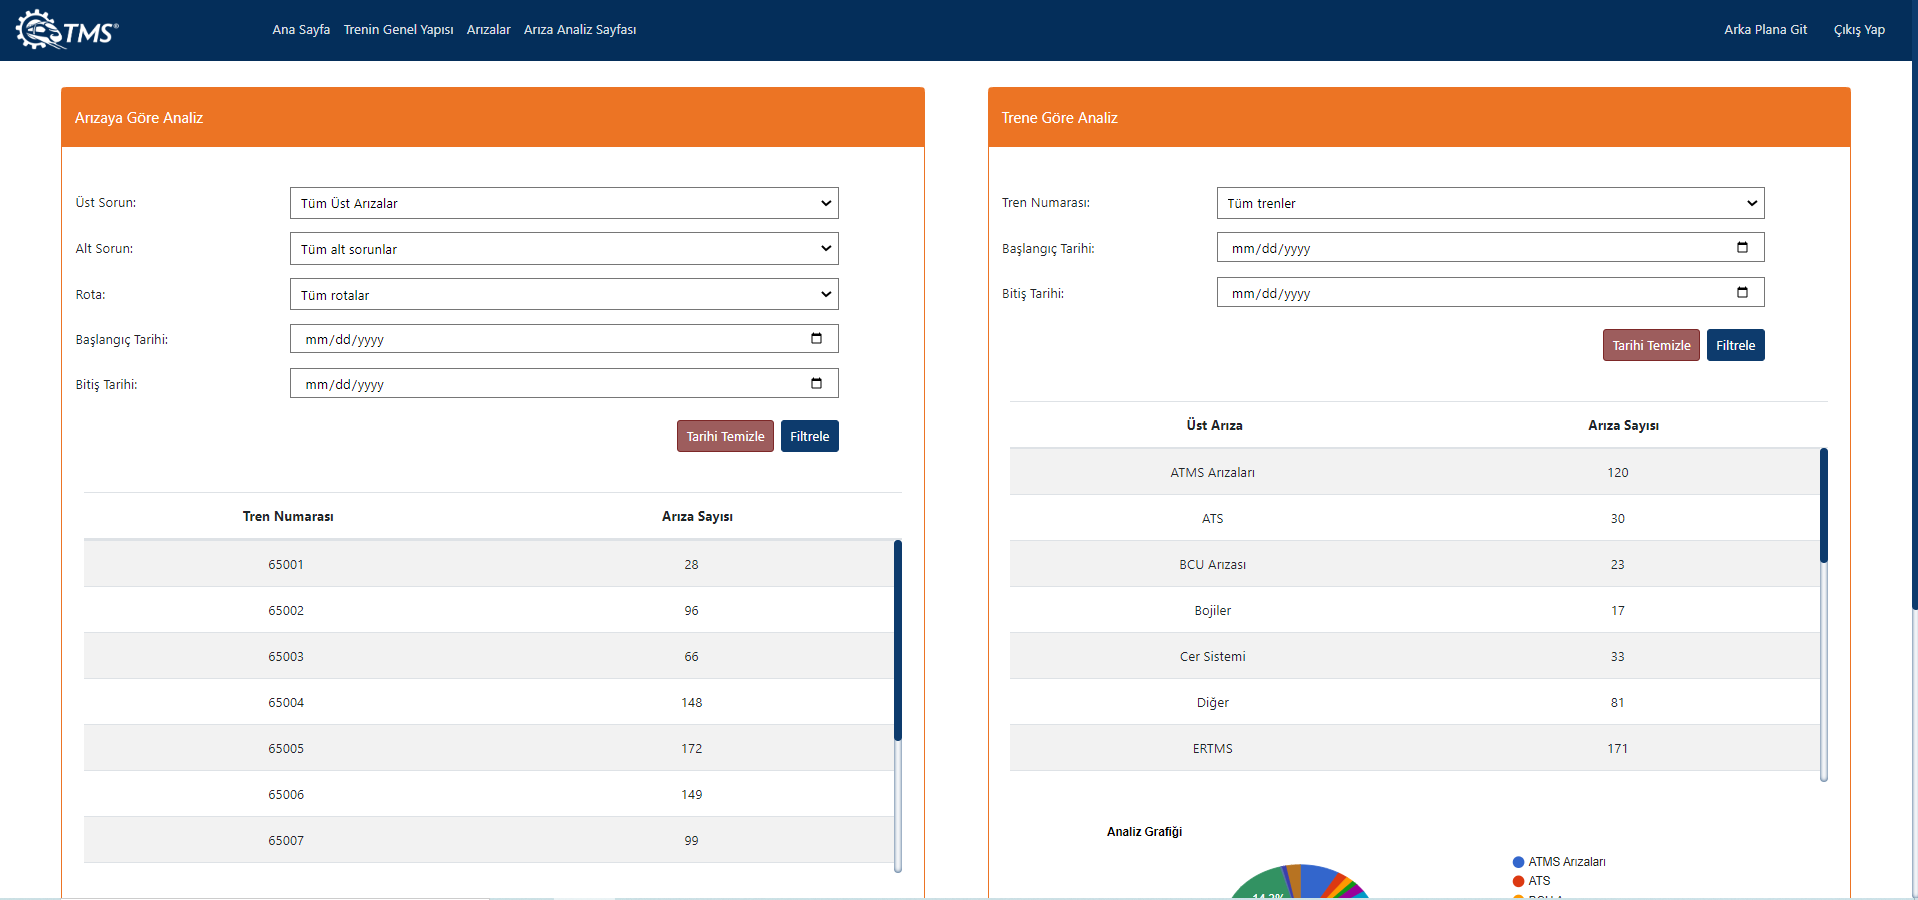 TMS®
Ana Sayfa Trenin Genel Yapısı Arızalar Arıza Analiz Sayfası Arka Plana Git Çıkış Yap
Arızaya Göre Analiz
Üst Sorun: Tüm Üst Arızalar
Alt Sorun: Tüm alt sorunlar
Rota: Tüm rotalar
Başlangıç Tarihi: mm/dd/yyyy
Bitiş Tarihi: mm/dd/yyyy
Tarihi Temizle Filtrele
Tren Numarası Arıza Sayısı
65001 28
65002 96
65003 66
65004 148
65005 172
65006 149
65007 99
Trene Göre Analiz
Tren Numarası: Tüm trenler
Başlangıç Tarihi: mm/dd/yyyy
Bitiş Tarihi: mm/dd/yyyy
Tarihi Temizle Filtrele
Üst Arıza Arıza Sayısı
ATMS Arızaları 120
ATS 30
BCU Arızası 23
Bojiler 17
Cer Sistemi 33
Diğer 81
ERTMS 171
Analiz Grafiği
ATMS Arızaları
ATS